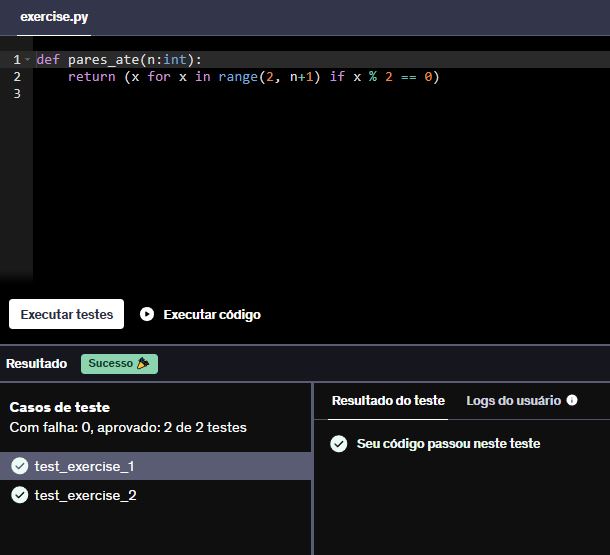 exercise.py
1 def pares_ate(n:int):
2     return (x for x in range(2, n+1) if x % 2 == 0)
3
Executar testes Executar código
Resultado Sucesso
Casos de teste
Com falha: 0, aprovado: 2 de 2 testes
test_exercise_1
test_exercise_2
Resultado do teste Logs do usuário
Seu código passou neste teste